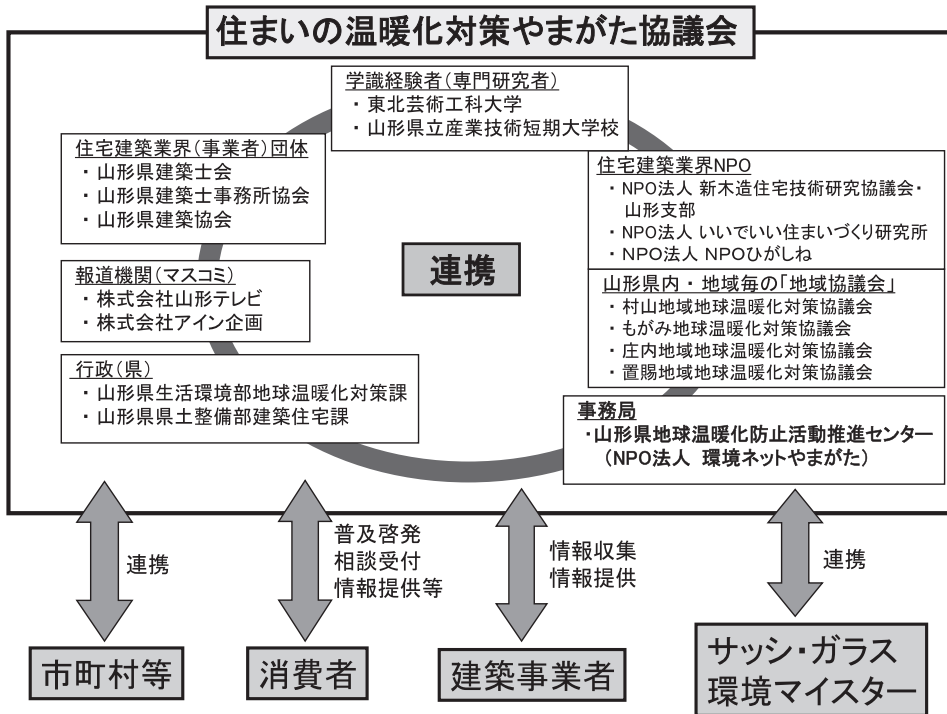 住まいの温暖化対策やまがた協議会
学識経験者(専門研究者)
・ 東北芸術工科大学
・ 山形県立産業技術短期大学校
住宅建築業界(事業者)団体
・ 山形県建築士会
・ 山形県建築士事務所協会
・ 山形県建築協会
住宅建築業界NPO
・ NPO法人 新木造住宅技術研究協議会・
山形支部
・ NPO法人 いいでいい住まいづくり研究所
・ NPO法人 NPOひがしね
連携
報道機関(マスコミ)
・ 株式会社山形テレビ
・ 株式会社アイン企画
山形県内・地域毎の「地域協議会」
・ 村山地域地球温暖化対策協議会
・ もがみ地球温暖化対策協議会
・ 庄内地域地球温暖化対策協議会
・ 置賜地域地球温暖化対策協議会
行政(県)
・ 山形県生活環境部地球温暖化対策課
・ 山形県県土整備部建築住宅課
事務局
・山形県地球温暖化防止活動推進センター
(NPO法人 環境ネットやまがた)
連携
普及啓発
相談受付
情報提供等
情報収集
情報提供
連携
市町村等
消費者
建築事業者
サッシ・ガラス
環境マイスター